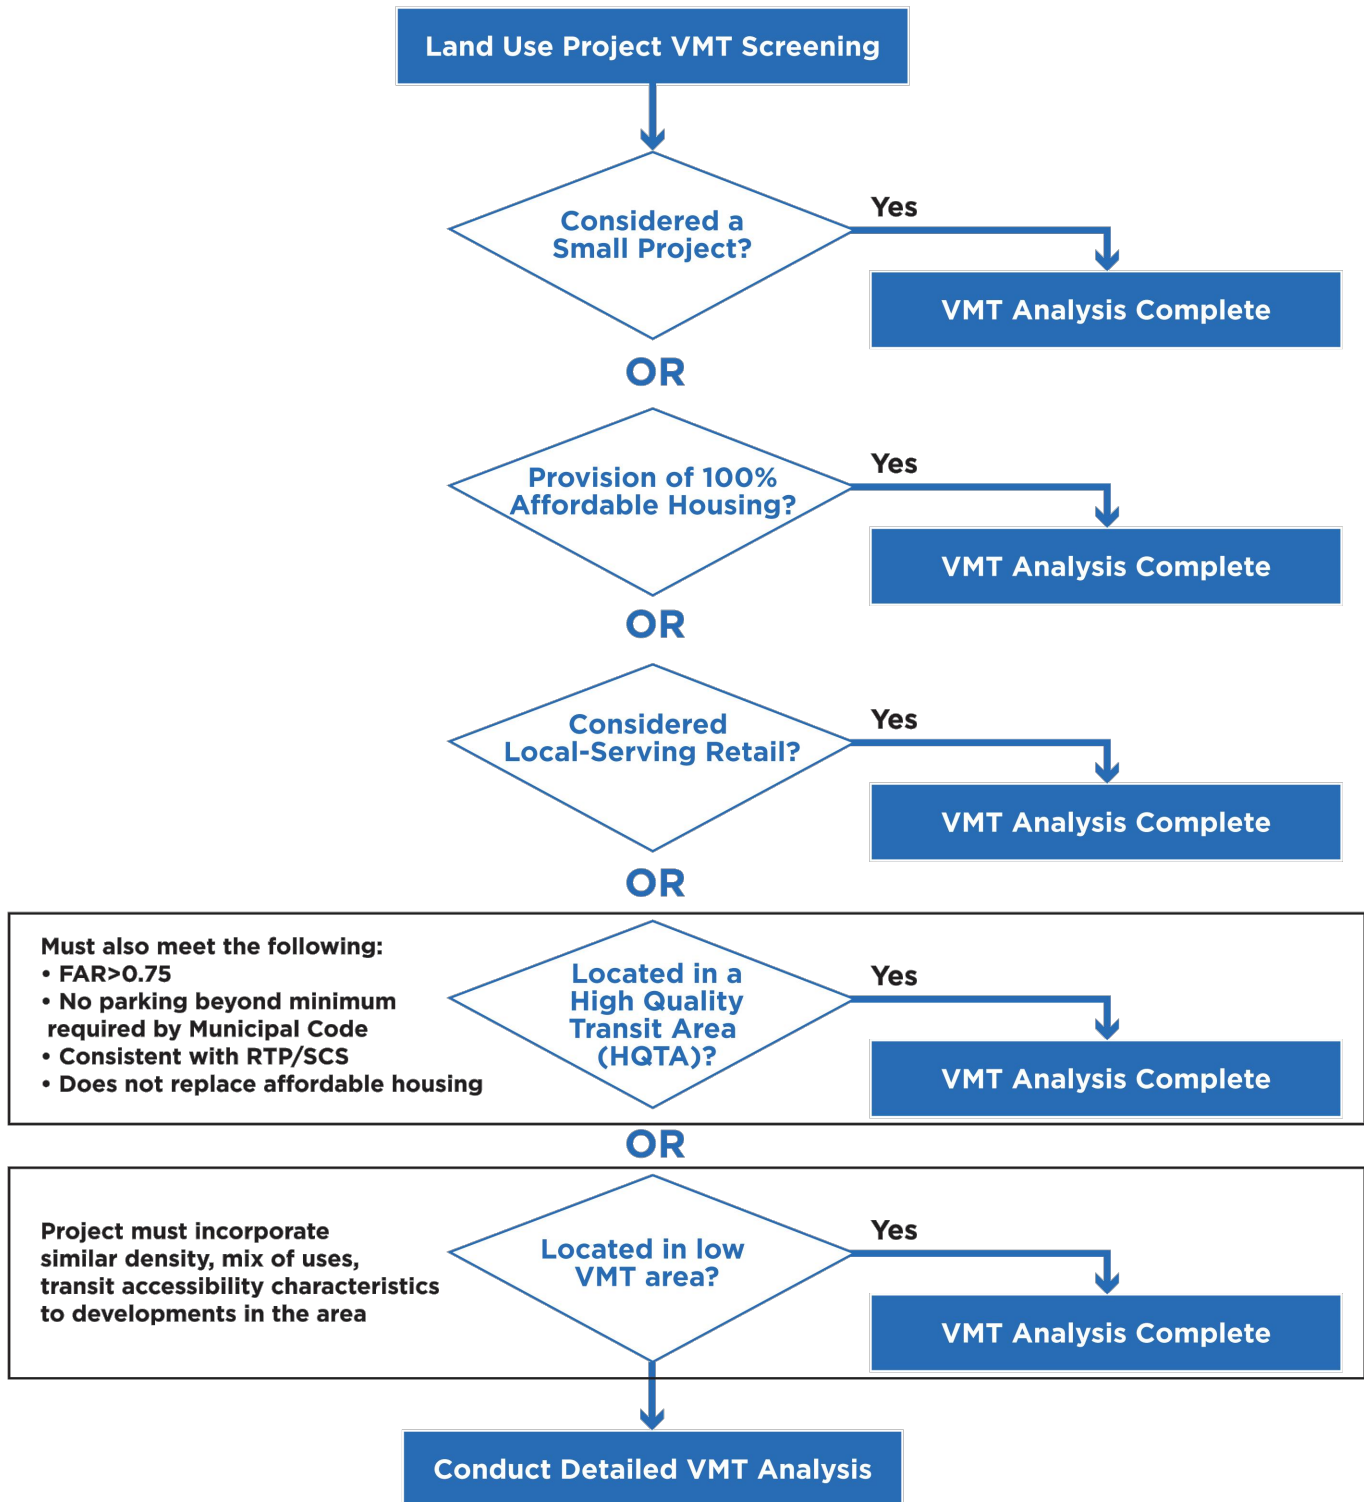 Land Use Project VMT Screening
Considered a
Small Project?
Yes
VMT Analysis Complete
OR
Provision of 100%
Affordable Housing?
Yes
VMT Analysis Complete
OR
Considered
Local-Serving Retail?
Yes
VMT Analysis Complete
OR
Must also meet the following:
• FAR>0.75
• No parking beyond minimum
required by Municipal Code
• Consistent with RTP/SCS
• Does not replace affordable housing
Located in a
High Quality
Transit Area
(HQTA)?
Yes
VMT Analysis Complete
OR
Project must incorporate
similar density, mix of uses,
transit accessibility characteristics
to developments in the area
Located in low
VMT area?
Yes
VMT Analysis Complete
Conduct Detailed VMT Analysis